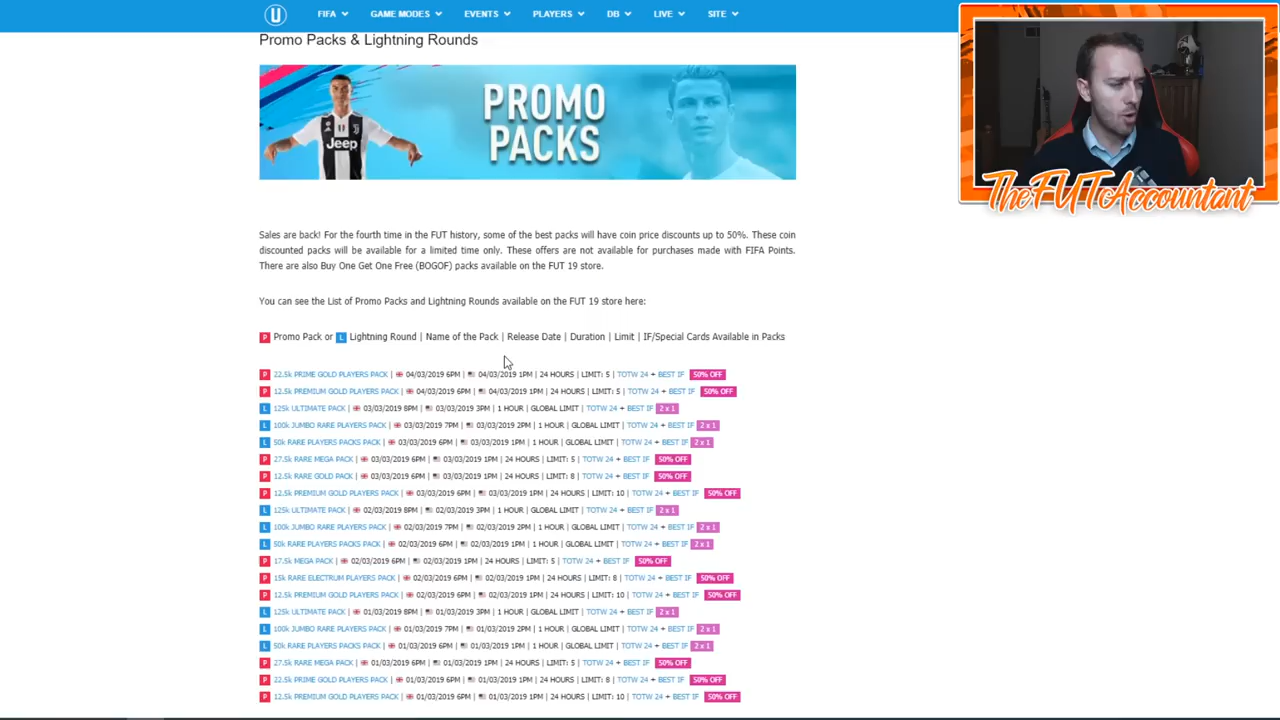 U FIFA GAME MODES EVENTS PLAYERS DB LIVE SITE
Promo Packs & Lightning Rounds
PROMO
PACKS
Jeep
TheFUTAccountant
Sales are back! For the fourth time in the FUT history, some of the best packs will have coin price discounts up to 50%. These coin
discounted packs will be available for a limited time only. These offers are not available for purchases made with FIFA Points.
There are also Buy One Get One Free (BOGOF) packs available on the FUT 19 store.
You can see the List of Promo Packs and Lightning Rounds available on the FUT 19 store here:
P Promo Pack or L Lightning Round | Name of the Pack | Release Date | Duration | Limit | IF/Special Cards Available in Packs
P 22.5k PRIME GOLD PLAYERS PACK | 04/03/2019 6PM | 04/03/2019 1PM | 24 HOURS | LIMIT: 5 | TOTW 24 + BEST IF 50% OFF
P 12.5k PREMIUM GOLD PLAYERS PACK | 04/03/2019 6PM | 04/03/2019 1PM | 24 HOURS | LIMIT: 5 | TOTW 24 + BEST IF 50% OFF
L 125k ULTIMATE PACK | 03/03/2019 8PM | 03/03/2019 3PM | 1 HOUR | GLOBAL LIMIT | TOTW 24 + BEST IF 2 x 1
L 100k JUMBO RARE PLAYERS PACK | 03/03/2019 7PM | 03/03/2019 2PM | 1 HOUR | GLOBAL LIMIT | TOTW 24 + BEST IF 2 x 1
L 50k RARE PLAYERS PACKS PACK | 03/03/2019 6PM | 03/03/2019 1PM | 1 HOUR | GLOBAL LIMIT | TOTW 24 + BEST IF 2 x 1
P 27.5k RARE MEGA PACK | 03/03/2019 6PM | 03/03/2019 1PM | 24 HOURS | LIMIT: 5 | TOTW 24 + BEST IF 50% OFF
P 12.5k RARE GOLD PACK | 03/03/2019 6PM | 03/03/2019 1PM | 24 HOURS | LIMIT: 8 | TOTW 24 + BEST IF 50% OFF
P 12.5k PREMIUM GOLD PLAYERS PACK | 03/03/2019 6PM | 03/03/2019 1PM | 24 HOURS | LIMIT: 10 | TOTW 24 + BEST IF 50% OFF
L 125k ULTIMATE PACK | 02/03/2019 8PM | 02/03/2019 3PM | 1 HOUR | GLOBAL LIMIT | TOTW 24 + BEST IF 2 x 1
L 100k JUMBO RARE PLAYERS PACK | 02/03/2019 7PM | 02/03/2019 2PM | 1 HOUR | GLOBAL LIMIT | TOTW 24 + BEST IF 2 x 1
L 50k RARE PLAYERS PACKS PACK | 02/03/2019 6PM | 02/03/2019 1PM | 1 HOUR | GLOBAL LIMIT | TOTW 24 + BEST IF 2 x 1
P 17.5k MEGA PACK | 02/03/2019 6PM | 02/03/2019 1PM | 24 HOURS | LIMIT: 5 | TOTW 24 + BEST IF 50% OFF
P 15k RARE ELECTRUM PLAYERS PACK | 02/03/2019 6PM | 02/03/2019 1PM | 24 HOURS | LIMIT: 8 | TOTW 24 + BEST IF 50% OFF
P 12.5k PREMIUM GOLD PLAYERS PACK | 02/03/2019 6PM | 02/03/2019 1PM | 24 HOURS | LIMIT: 10 | TOTW 24 + BEST IF 50% OFF
L 125k ULTIMATE PACK | 01/03/2019 8PM | 01/03/2019 3PM | 1 HOUR | GLOBAL LIMIT | TOTW 24 + BEST IF 2 x 1
L 100k JUMBO RARE PLAYERS PACK | 01/03/2019 7PM | 01/03/2019 2PM | 1 HOUR | GLOBAL LIMIT | TOTW 24 + BEST IF 2 x 1
L 50k RARE PLAYERS PACKS PACK | 01/03/2019 6PM | 01/03/2019 1PM | 1 HOUR | GLOBAL LIMIT | TOTW 24 + BEST IF 2 x 1
P 27.5k RARE MEGA PACK | 01/03/2019 6PM | 01/03/2019 1PM | 24 HOURS | LIMIT: 5 | TOTW 24 + BEST IF 50% OFF
P 22.5k PRIME GOLD PLAYERS PACK | 01/03/2019 6PM | 01/03/2019 1PM | 24 HOURS | LIMIT: 8 | TOTW 24 + BEST IF 50% OFF
P 12.5k PREMIUM GOLD PLAYERS PACK | 01/03/2019 6PM | 01/03/2019 1PM | 24 HOURS | LIMIT: 10 | TOTW 24 + BEST IF 50% OFF